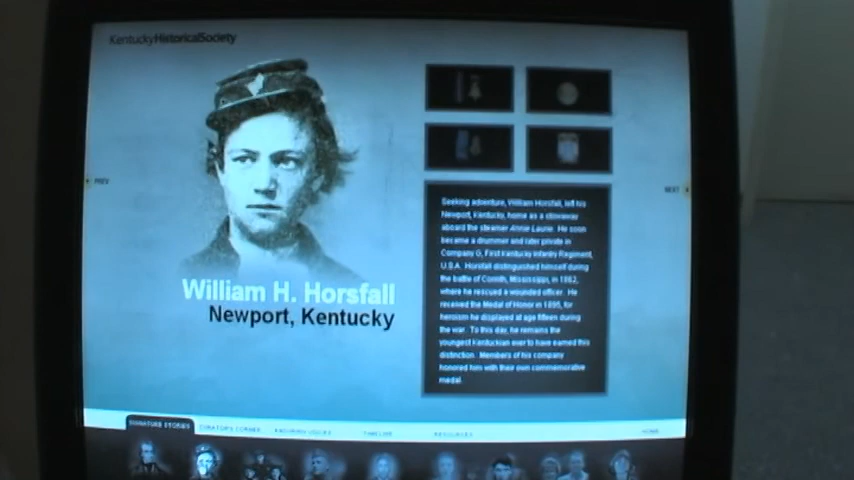 KentuckyHistoricalSociety
PREV
NEXT
William H. Horsfall
Newport, Kentucky
Seeking adventure, William Horsfall, left his
Newport, Kentucky, home as a stowaway
aboard the steamer Annie Laurie. He soon
became a drummer and later private in
Company G, First Kentucky Infantry Regiment,
U.S.A. Horsfall distinguished himself during
the battle of Corinth, Mississippi, in 1862,
where he rescued a wounded officer. He
received the Medal of Honor in 1895, for
heroism he displayed at age fifteen during
the war. To this day, he remains the
youngest Kentuckian ever to have earned this
distinction. Members of his company
honored him with their own commemorative
medal.
SIGNATURE STORIES
CURATOR'S CORNER
ENDURING VOICES
TIMELINE
RESOURCES
HOME